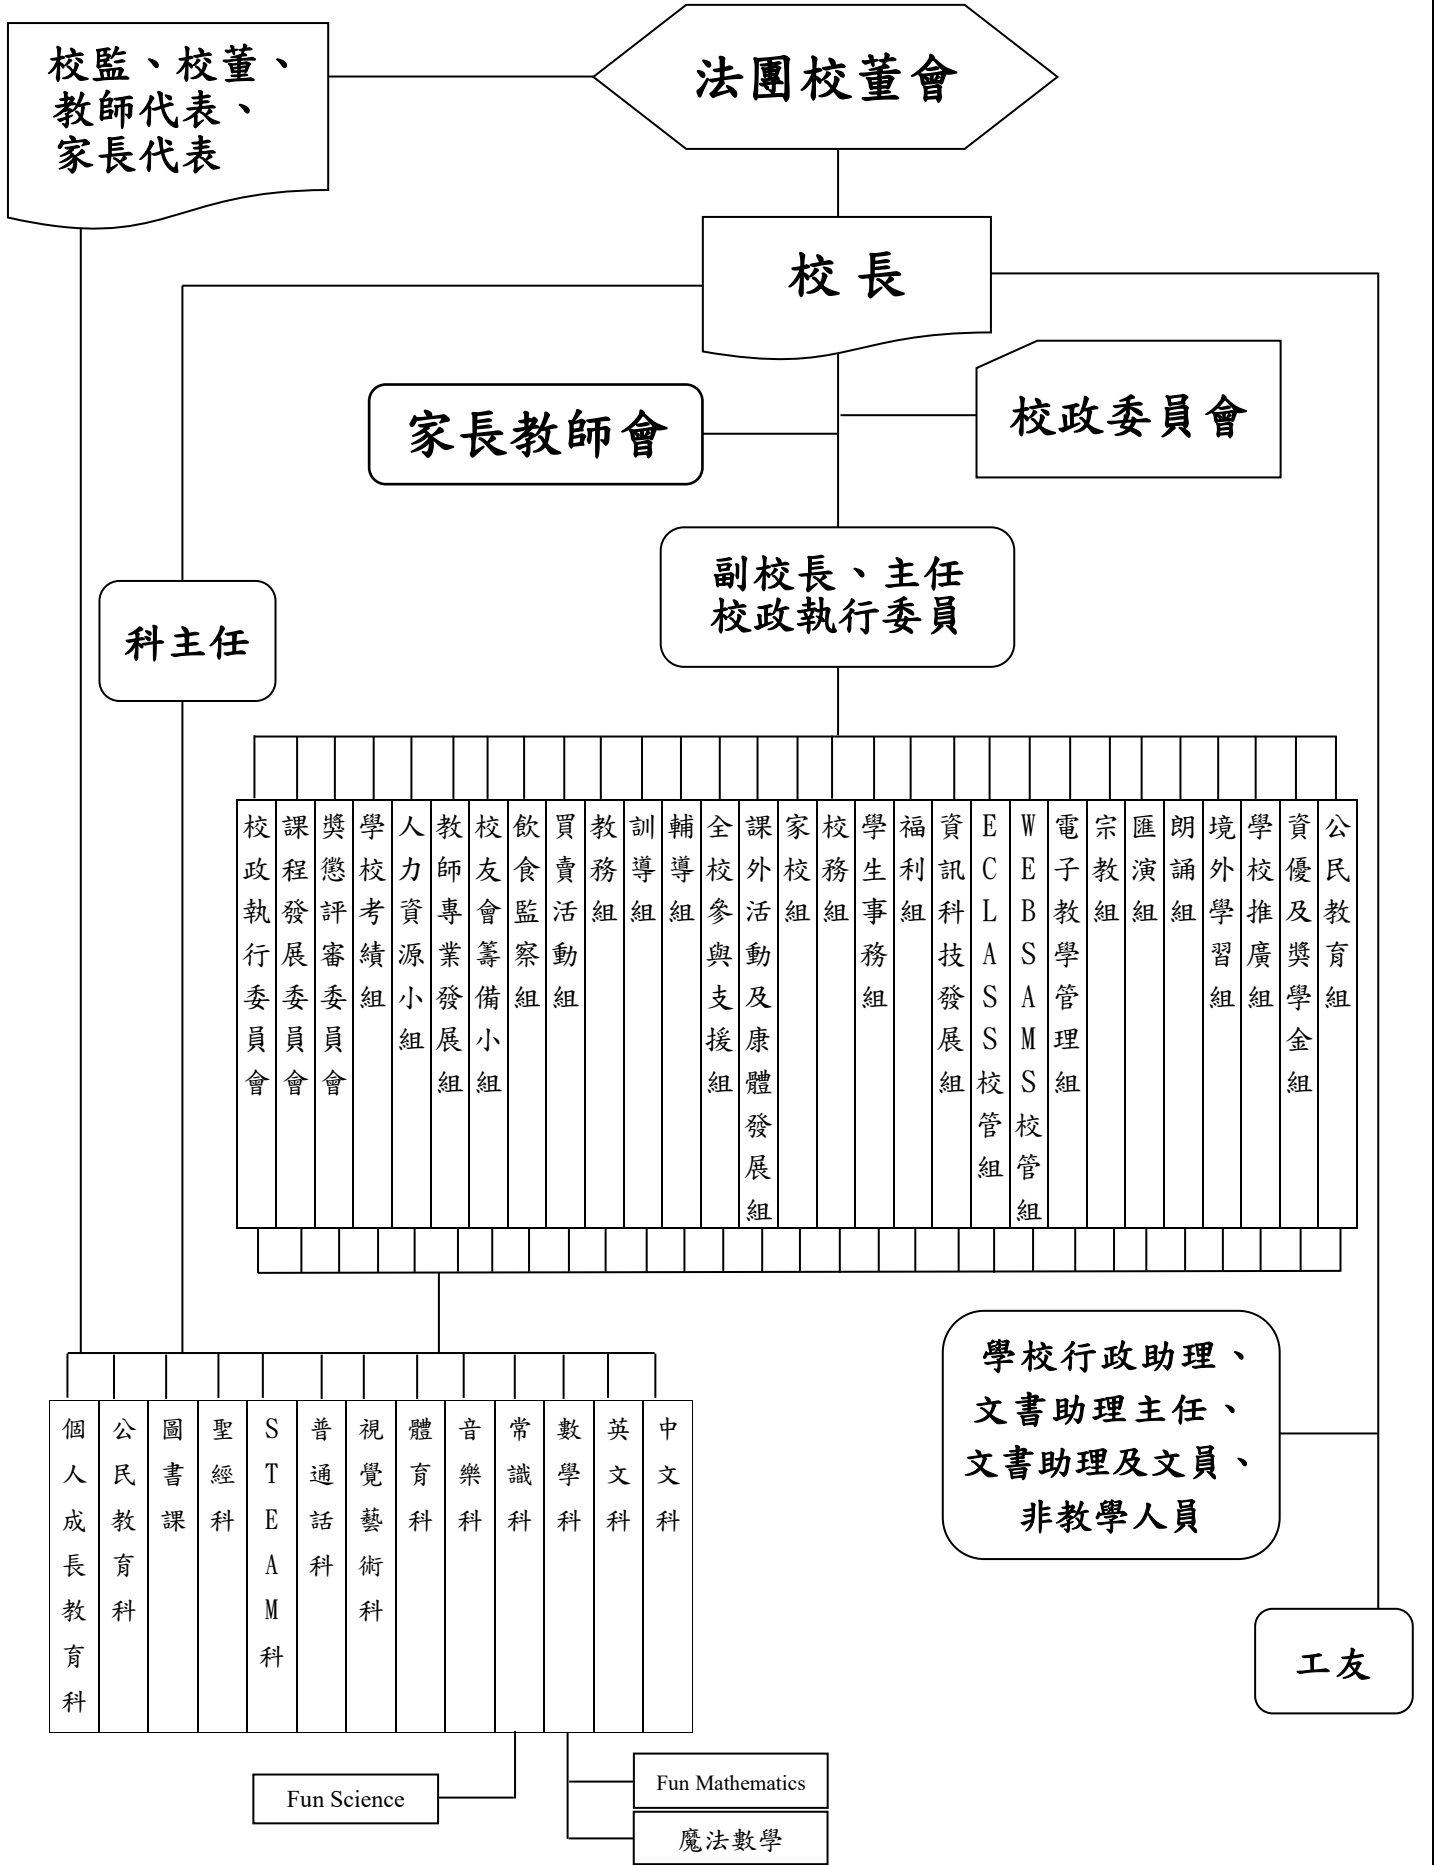 校監、校董、
教師代表、
家長代表
法團校董會
校長
家長教師會
校政委員會
副校長、主任
校政執行委員
科主任
校政執行委員會
課程發展委員會
獎懲評審委員會
學校考績組
人力資源小組
教師專業發展組
校友會籌備小組
飲食監察組
買賣活動組
教務組
訓導組
輔導組
全校參與支援組
課外活動及康體發展組
家校組
校務組
學生事務組
福利組
資訊科技發展組
ECLASS校管組
WEBSAMS校管組
電子教學管理組
宗教組
匯演組
朗誦組
境外學習組
學校推廣組
資優及獎學金組
公民教育組
個人成長教育科
公民教育科
圖書課
聖經科
STEAM科
普通話科
視覺藝術科
體育科
音樂科
常識科
數學科
英文科
中文科
學校行政助理、
文書助理主任、
文書助理及文員、
非教學人員
工友
Fun Science
Fun Mathematics
魔法數學